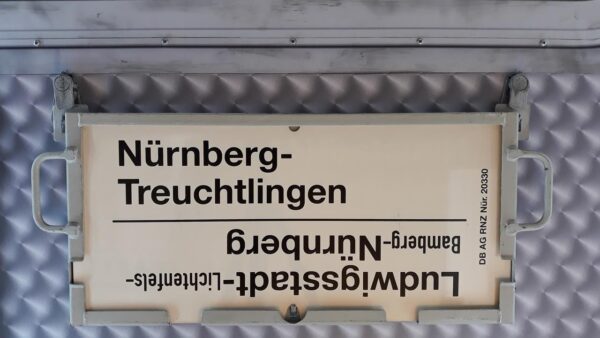 Nürnberg-
Treuchtlingen
Ludwigsstadt-Lichtenfels-
Bamberg-Nürnberg
DB AG RNZ Nür. 20330